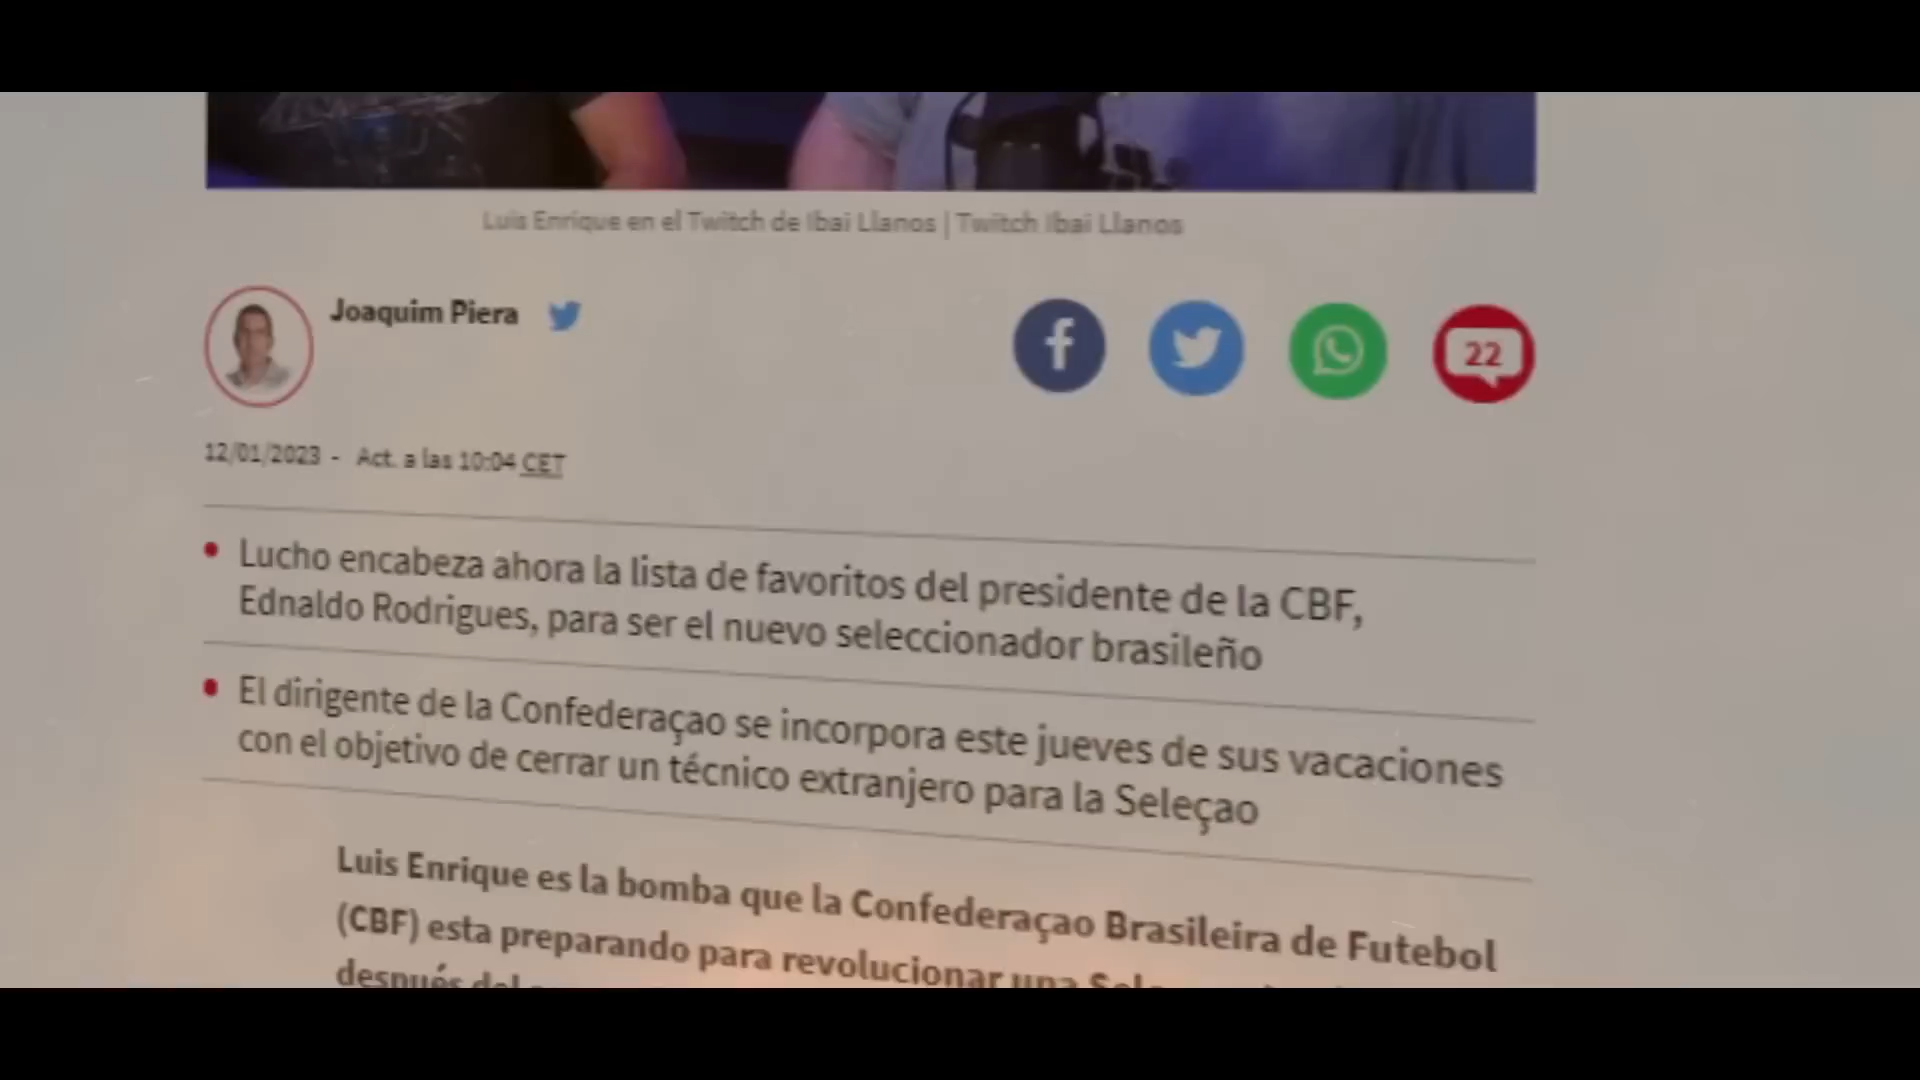 Luis Enrique en el Twitch de Ibai Llanos | Twitch Ibai Llanos
Joaquim Piera
22
12/01/2023 - Act. a las 10:04 CET
Lucho encabeza ahora la lista de favoritos del presidente de la CBF,
Ednaldo Rodrigues, para ser el nuevo seleccionador brasileño
El dirigente de la Confederaçao se incorpora este jueves de sus vacaciones
con el objetivo de cerrar un técnico extranjero para la Seleçao
Luis Enrique es la bomba que la Confederaçao Brasileira de Futebol
(CBF) esta preparando para revolucionar una
después del